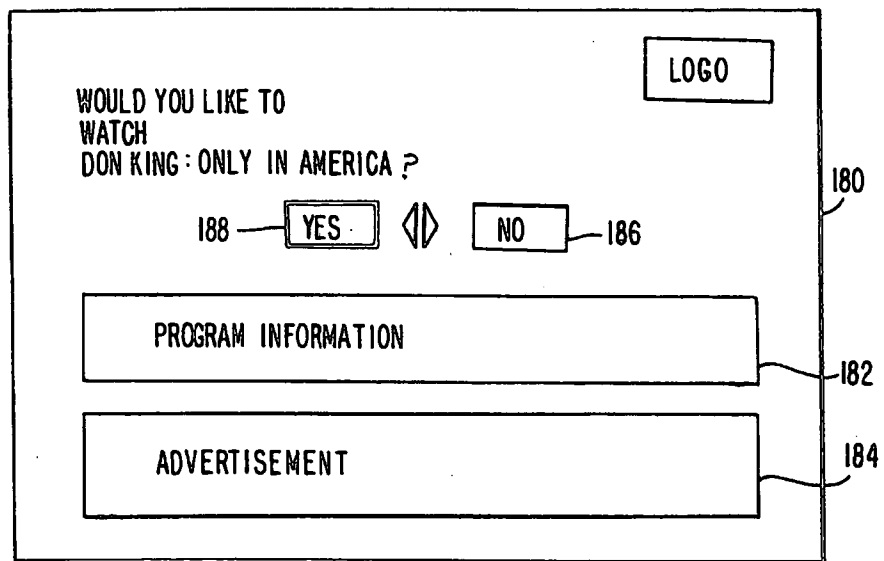 LOGO
WOULD YOU LIKE TO
WATCH
DON KING: ONLY IN AMERICA?
180
188 YES NO 186
PROGRAM INFORMATION
182
ADVERTISEMENT
184